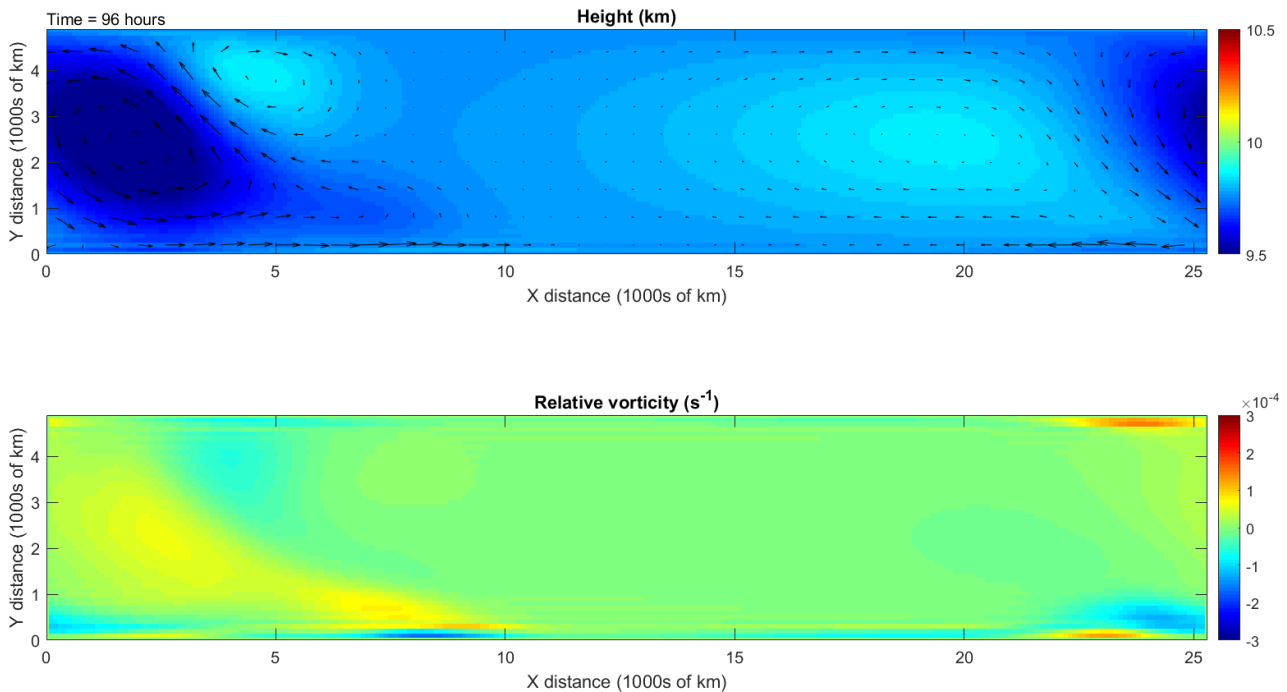 Time = 96 hours
Height (km)
Y distance (1000s of km)
4
3
2
1
0
0 5 10 15 20 25
X distance (1000s of km)
10.5
10
9.5
Relative vorticity (s-1)
Y distance (1000s of km)
4
3
2
1
0
0 5 10 15 20 25
X distance (1000s of km)
×10-4
3
2
1
0
-1
-2
-3